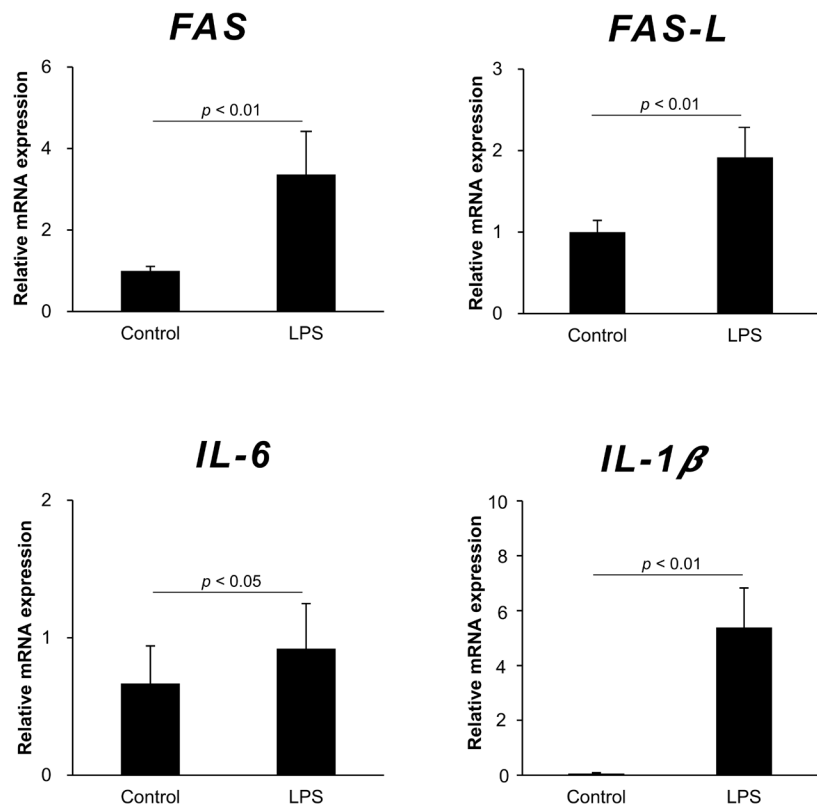 FAS
Relative mRNA expression
6
4
2
0
p < 0.01
Control LPS
FAS-L
Relative mRNA expression
3
2
1
0
p < 0.01
Control LPS
IL-6
Relative mRNA expression
2
1
0
p < 0.05
Control LPS
IL-1β
Relative mRNA expression
10
8
6
4
2
0
p < 0.01
Control LPS